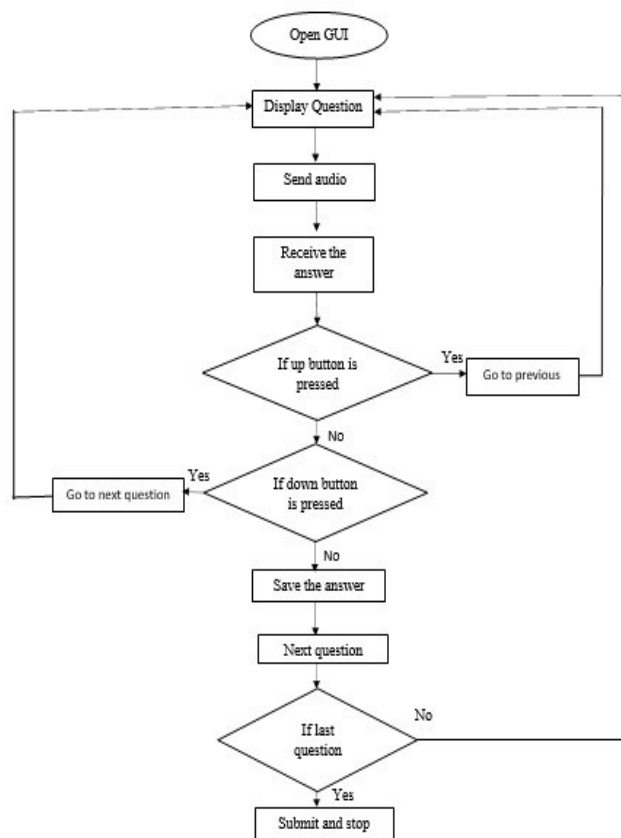 Open GUI
Display Question
Send audio
Receive the
answer
If up button is
pressed
Yes
Go to previous
No
If down button
is pressed
Yes
Go to next question
No
Save the answer
Next question
If last
question
No
Yes
Submit and stop